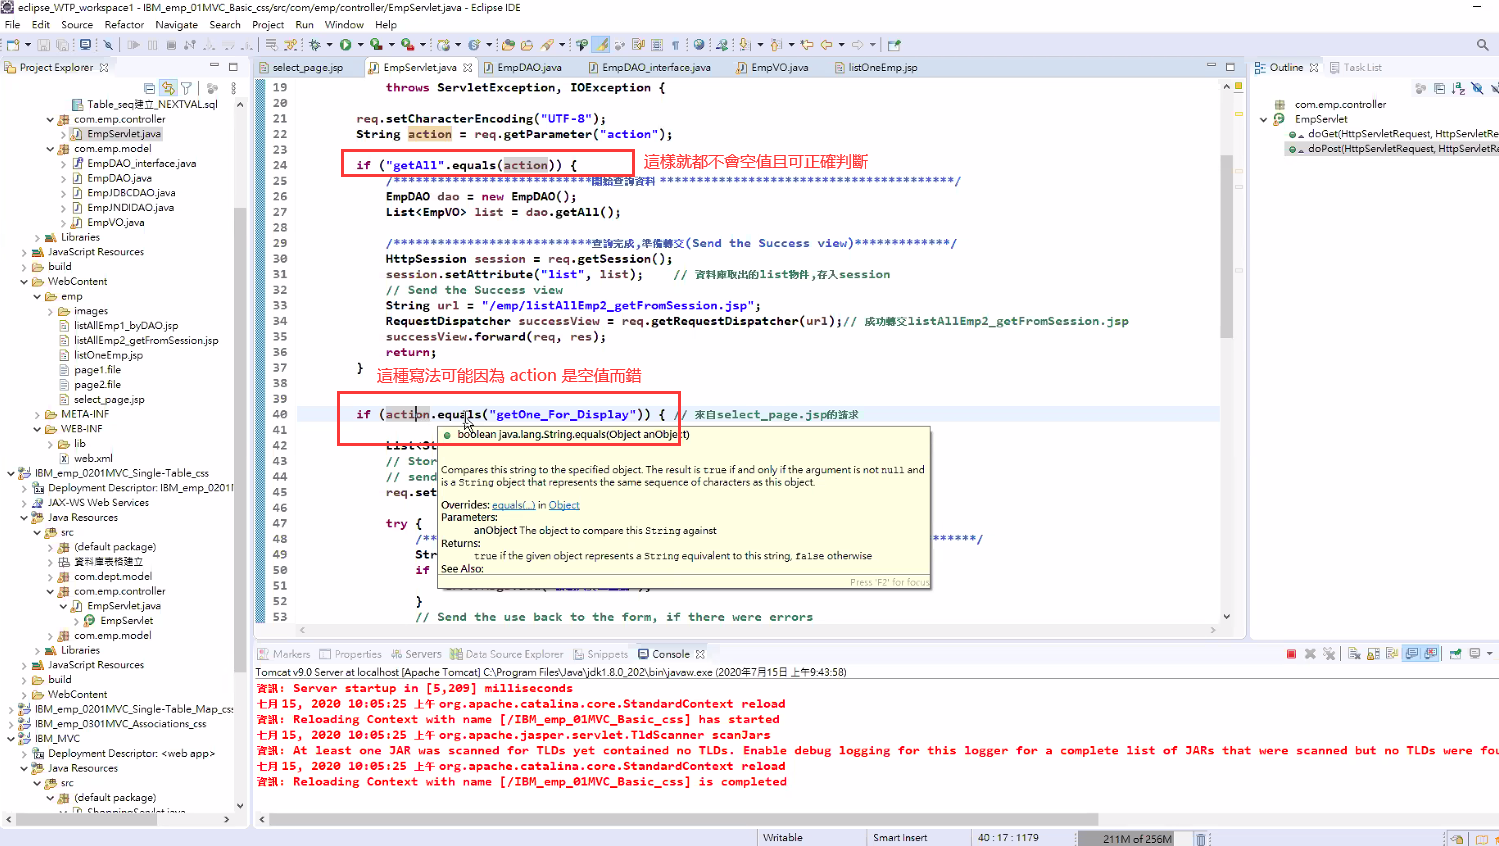 eclipse_WTP_workspace1 - IBM_emp_01MVC_Basic_css/src/com/emp/controller/EmpServlet.java - Eclipse IDE
File Edit Source Refactor Navigate Search Project Run Window Help
Project Explorer
select_page.jsp EmpServlet.java EmpDAO.java EmpDAO_interface.java EmpVO.java listOneEmp.jsp
Outline Task List
Table_seq建立_NEXTVAL.sql
com.emp.controller
EmpServlet.java
com.emp.model
EmpDAO_interface.java
EmpDAO.java
EmpJDBCDAO.java
EmpJNDIDAO.java
EmpVO.java
Libraries
JavaScript Resources
build
WebContent
emp
images
listAllEmp1_byDAO.jsp
listAllEmp2_getFromSession.jsp
listOneEmp.jsp
page1.file
page2.file
select_page.jsp
META-INF
WEB-INF
lib
web.xml
IBM_emp_0201MVC_Single-Table_css
Deployment Descriptor: IBM_emp_0201M
JAX-WS Web Services
Java Resources
src
(default package)
資料庫表格建立
com.dept.model
com.emp.controller
EmpServlet.java
EmpServlet
com.emp.model
Libraries
JavaScript Resources
build
WebContent
IBM_emp_0201MVC_Single-Table_Map_css
IBM_emp_0301MVC_Associations_css
IBM_MVC
Deployment Descriptor: <web app>
Java Resources
src
(default package)
ShoppingServlet.java
19 throws ServletException, IOException {
20
21 req.setCharacterEncoding("UTF-8");
22 String action = req.getParameter("action");
23
24 if ("getAll".equals(action)) { 這樣就都不會空值且可正確判斷
25 /***************************開始查詢資料 ****************************************/
26 EmpDAO dao = new EmpDAO();
27 List<EmpVO> list = dao.getAll();
28
29 /***************************查詢完成,準備轉交(Send the Success view)*************/
30 HttpSession session = req.getSession();
31 session.setAttribute("list", list); // 資料庫取出的list物件,存入session
32 // Send the Success view
33 String url = "/emp/listAllEmp2_getFromSession.jsp";
34 RequestDispatcher successView = req.getRequestDispatcher(url);// 成功轉交listAllEmp2_getFromSession.jsp
35 successView.forward(req, res);
36 return;
37 }
38 這種寫法可能因為 action 是空值而錯
39
40 if (action.equals("getOne_For_Display")) { // 來自select_page.jsp的請求
41
42 List<St
43 // Stor
44 // send
45 req.set
46
47 try {
48 /** ******/
49 Str
50 if
51
52 }
53 // Send the use back to the form, if there were errors
boolean java.lang.String.equals(Object anObject)
Compares this string to the specified object. The result is true if and only if the argument is not null and
is a String object that represents the same sequence of characters as this object.
Overrides: equals(...) in Object
Parameters:
anObject The object to compare this String against
Returns:
true if the given object represents a String equivalent to this string, false otherwise
See Also:
Press 'F2' for focus
com.emp.controller
EmpServlet
doGet(HttpServletRequest, HttpServletRes
doPost(HttpServletRequest, HttpServletRe
Markers Properties Servers Data Source Explorer Snippets Console
Tomcat v9.0 Server at localhost [Apache Tomcat] C:\Program Files\Java\jdk1.8.0_202\bin\javaw.exe (2020年7月15日 上午9:43:58)
資訊: Server startup in [5,209] milliseconds
七月 15, 2020 10:05:25 上午 org.apache.catalina.core.StandardContext reload
資訊: Reloading Context with name [/IBM_emp_01MVC_Basic_css] has started
七月 15, 2020 10:05:25 上午 org.apache.jasper.servlet.TldScanner scanJars
資訊: At least one JAR was scanned for TLDs yet contained no TLDs. Enable debug logging for this logger for a complete list of JARs that were scanned but no TLDs were fou
七月 15, 2020 10:05:25 上午 org.apache.catalina.core.StandardContext reload
資訊: Reloading Context with name [/IBM_emp_01MVC_Basic_css] is completed
Writable Smart Insert 40 : 17 : 1179 211M of 256M